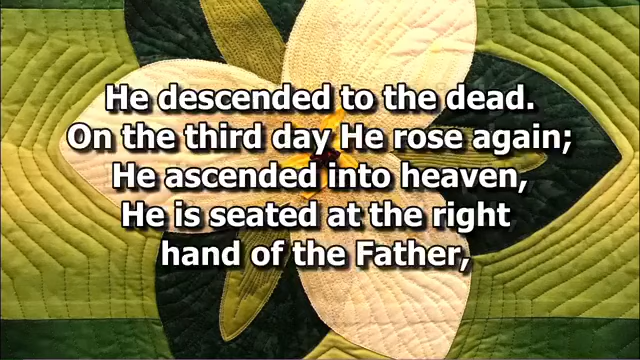 He descended to the dead.
On the third day He rose again;
He ascended into heaven,
He is seated at the right
hand of the Father,